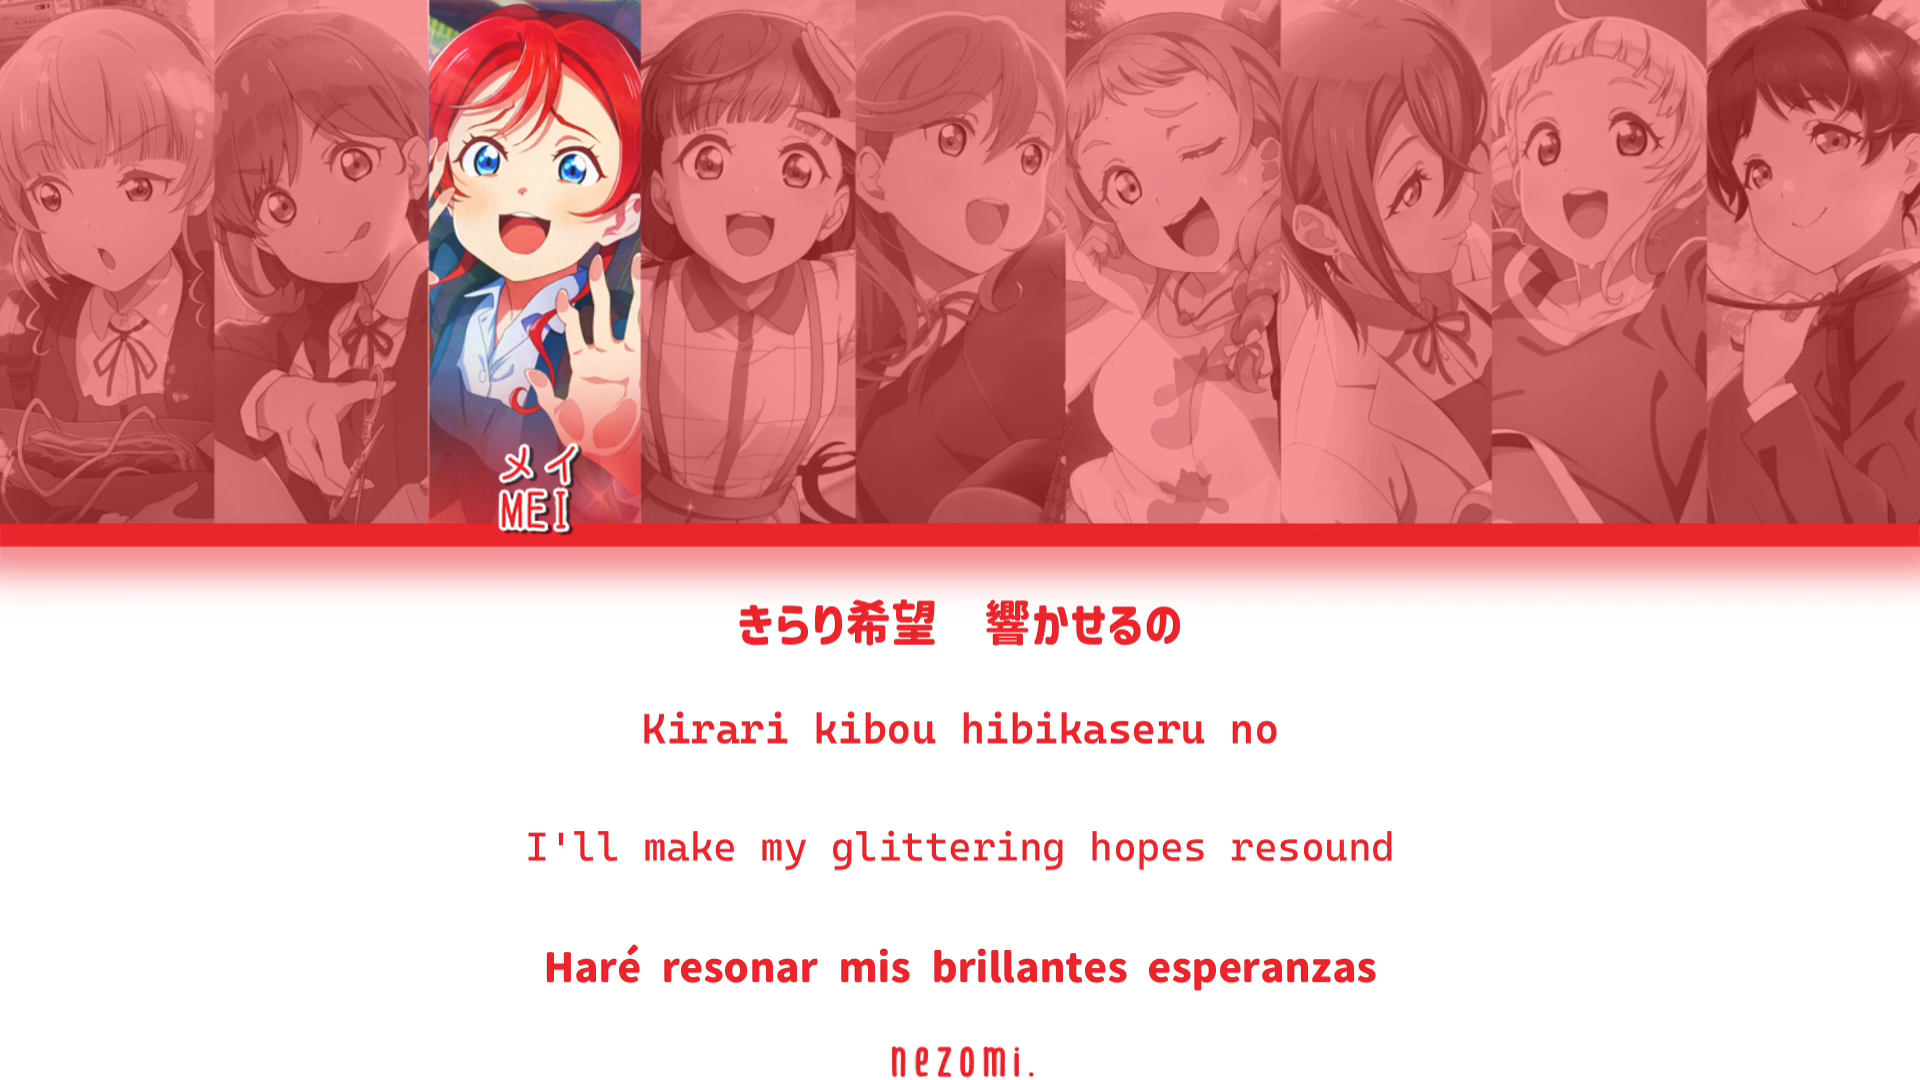 メイ
MEI
きらり希望　響かせるの
Kirari kibou hibikaseru no
I'll make my glittering hopes resound
Haré resonar mis brillantes esperanzas
nezomi.